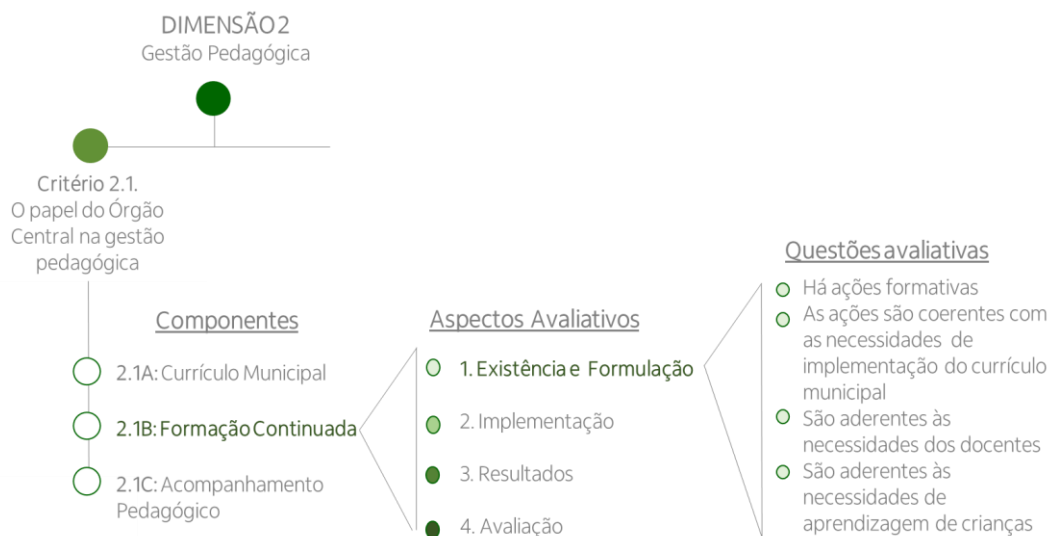 DIMENSÃO 2
Gestão Pedagógica
Critério 2.1.
O papel do Órgão
Central na gestão
pedagógica
Componentes
2.1A: Currículo Municipal
2.1B: Formação Continuada
2.1C: Acompanhamento
Pedagógico
Aspectos Avaliativos
1. Existência e Formulação
2. Implementação
3. Resultados
4. Avaliação
Questões avaliativas
Há ações formativas
As ações são coerentes com
as necessidades de
implementação do currículo
municipal
São aderentes às
necessidades dos docentes
São aderentes às
necessidades de
aprendizagem de crianças